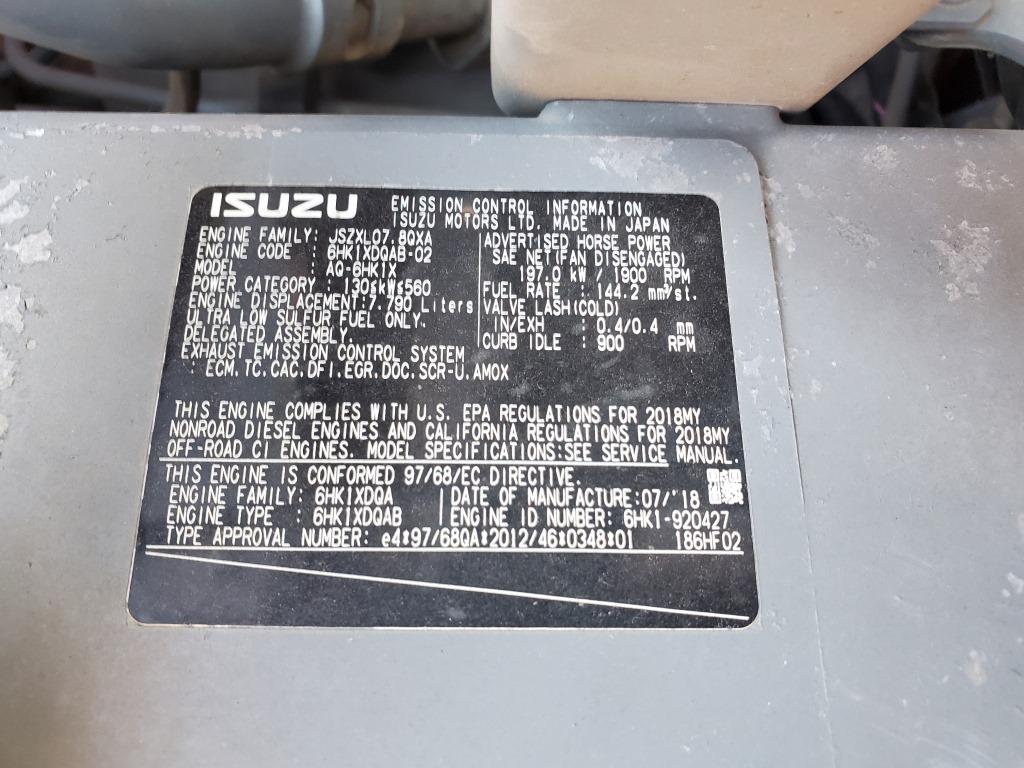 ISUZU EMISSION CONTROL INFORMATION
ISUZU MOTORS LTD. MADE IN JAPAN
ENGINE FAMILY: JSZXL07.8QXA
ENGINE CODE : 6HK1XDQAB-02
MODEL : AQ-6HK1X
POWER CATEGORY : 130≤kW≤560
ENGINE DISPLACEMENT:7.790 Liters
ULTRA LOW SULFUR FUEL ONLY.
DELEGATED ASSEMBLY.
EXHAUST EMISSION CONTROL SYSTEM
: ECM.TC.CAC.DFI.EGR.DOC.SCR-U.AMOX
ADVERTISED HORSE POWER
SAE NET(FAN DISENGAGED)
197.0 kW / 1900 RPM
FUEL RATE : 144.2 mm³/st.
VALVE LASH(COLD)
IN/EXH : 0.4/0.4 mm
CURB IDLE : 900 RPM
THIS ENGINE COMPLIES WITH U.S. EPA REGULATIONS FOR 2018MY
NONROAD DIESEL ENGINES AND CALIFORNIA REGULATIONS FOR 2018MY
OFF-ROAD CI ENGINES. MODEL SPECIFICATIONS:SEE SERVICE MANUAL.
THIS ENGINE IS CONFORMED 97/68/EC DIRECTIVE.
ENGINE FAMILY: 6HK1XDQA DATE OF MANUFACTURE:07/'18
ENGINE TYPE : 6HK1XDQAB ENGINE ID NUMBER: 6HK1-920427
TYPE APPROVAL NUMBER: e4*97/68QA*2012/46*0348*01 186HF02